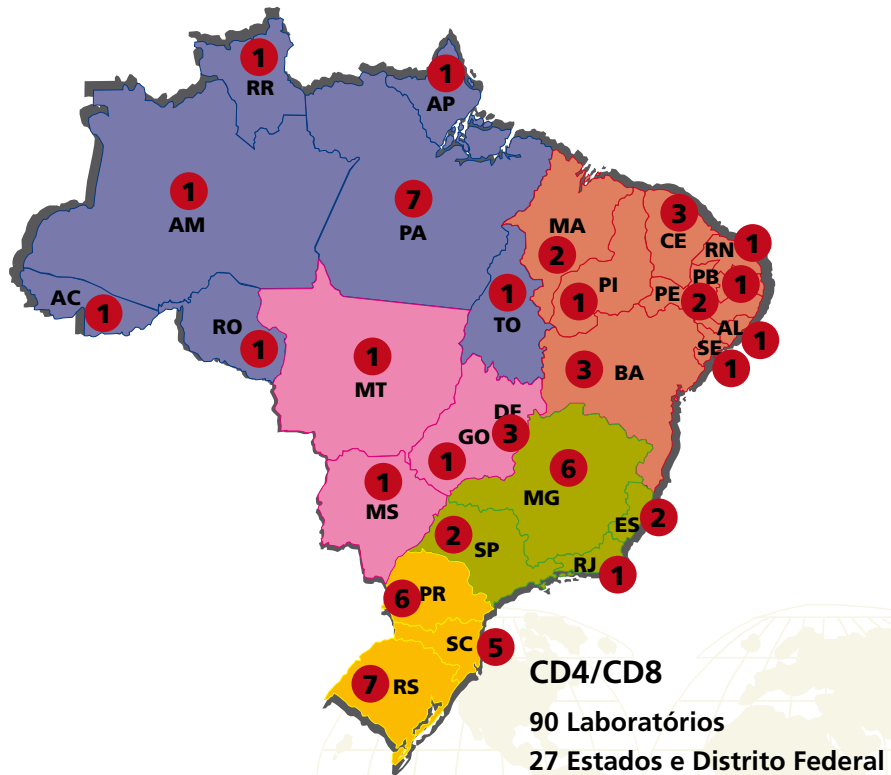 1
RR
1
AP
1
AM
7
PA
MA
2
3
CE
RN
1
AC
1
RO
1
1
TO
PI
1
PB
1
PE
2
AL
1
SE
1
1
MT
3
BA
DF
GO
3
1
1
MS
6
MG
ES
2
2
SP
RJ
1
6
PR
SC
5
7
RS
CD4/CD8
90 Laboratórios
27 Estados e Distrito Federal